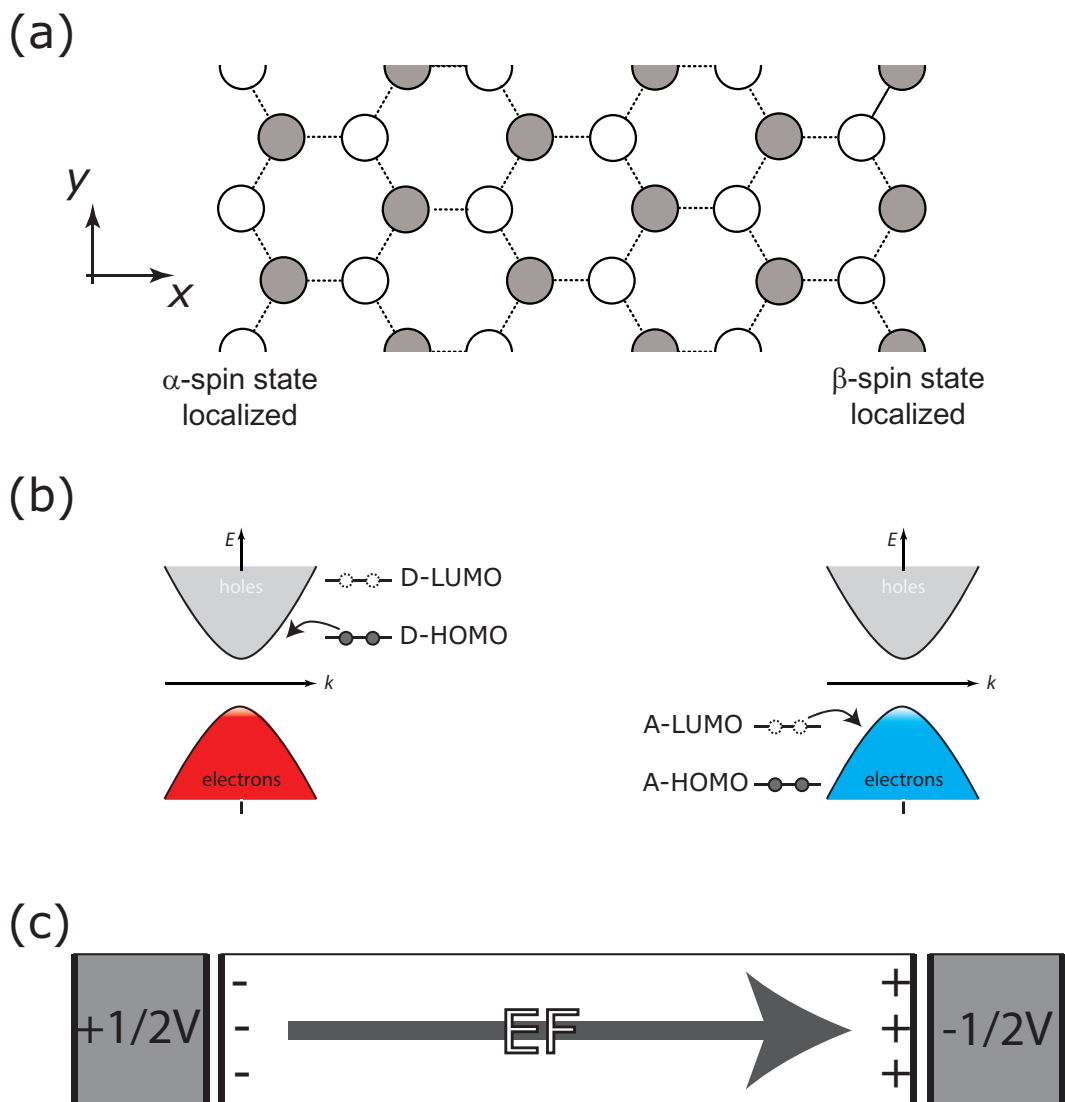 (a)
y
x
α-spin state
localized
β-spin state
localized
(b)
E
holes
D-LUMO
D-HOMO
k
electrons
E
holes
k
A-LUMO
A-HOMO
electrons
(c)
+1/2V
-
-
-
EF
+
+
+
-1/2V